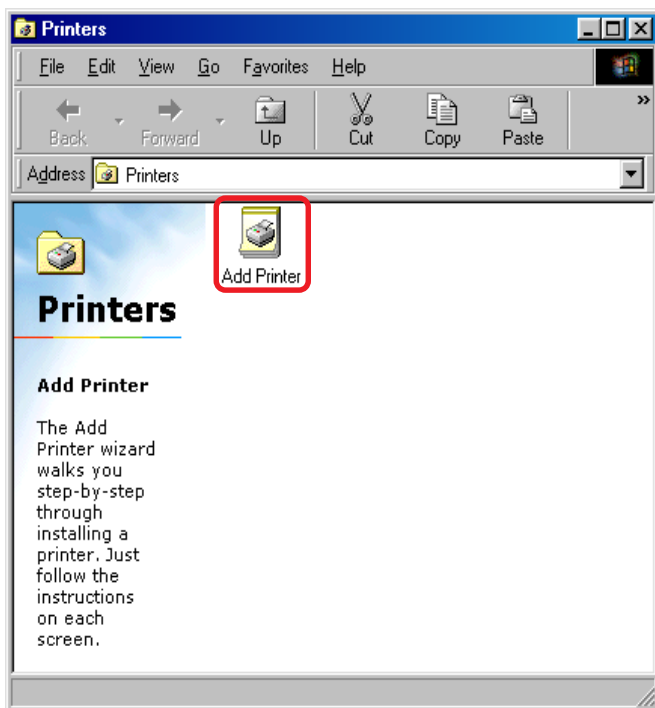 Printers
File Edit View Go Favorites Help
»
Back Forward Up Cut Copy Paste
Address Printers
Add Printer
Printers
Add Printer
The Add
Printer wizard
walks you
step-by-step
through
installing a
printer. Just
follow the
instructions
on each
screen.